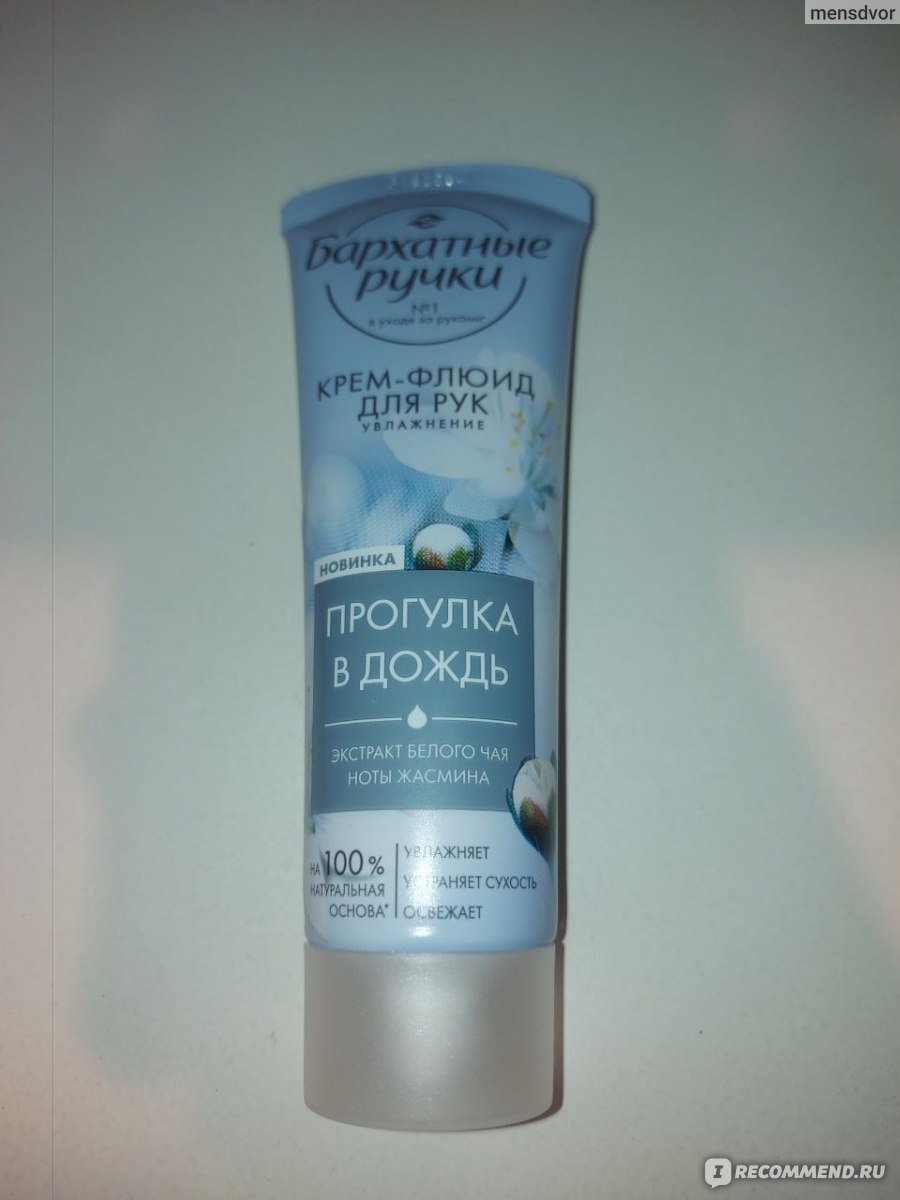 mensdvor
Бархатные
ручки
№1
в уходе за руками
КРЕМ-ФЛЮИД
ДЛЯ РУК
УВЛАЖНЕНИЕ
НОВИНКА
ПРОГУЛКА
В ДОЖДЬ
ЭКСТРАКТ БЕЛОГО ЧАЯ
НОТЫ ЖАСМИНА
НА 100%
НАТУРАЛЬНАЯ
ОСНОВА*
УВЛАЖНЯЕТ
УСТРАНЯЕТ СУХОСТЬ
ОСВЕЖАЕТ
IRECOMMEND.RU